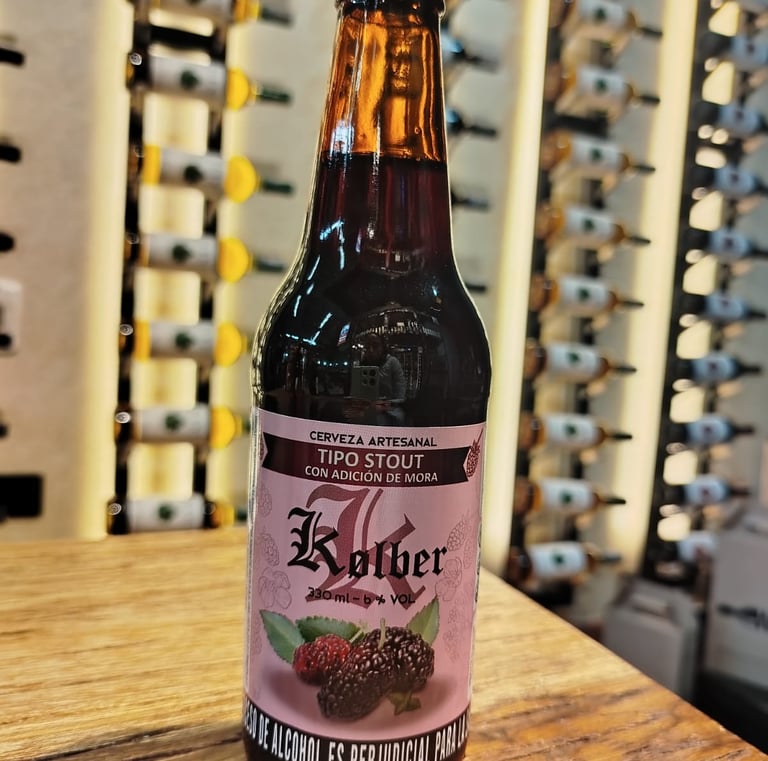 CERVEZA ARTESANAL
TIPO STOUT
CON ADICIÓN DE MORA
K
Kølber
330 ml - 6 % VOL
ESO DE ALCOHOL ES PERJUDICIAL PARA LA